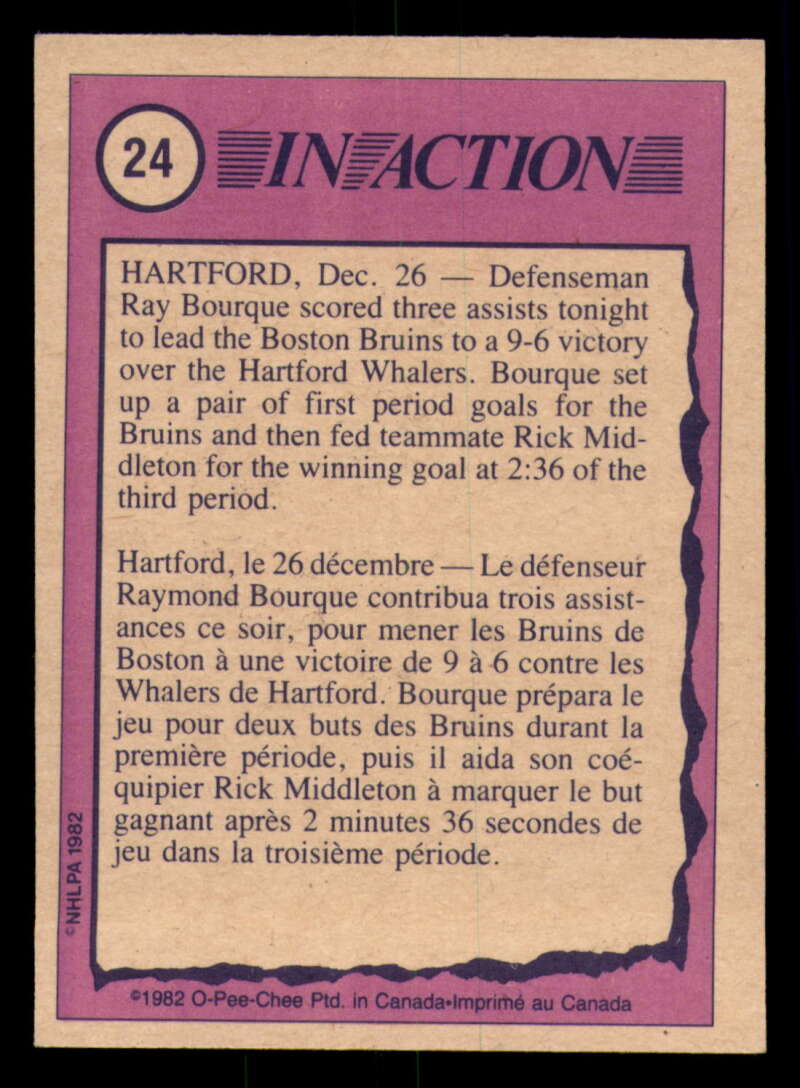 24
IN ACTION
HARTFORD, Dec. 26 — Defenseman
Ray Bourque scored three assists tonight
to lead the Boston Bruins to a 9-6 victory
over the Hartford Whalers. Bourque set
up a pair of first period goals for the
Bruins and then fed teammate Rick Mid-
dleton for the winning goal at 2:36 of the
third period.
Hartford, le 26 décembre — Le défenseur
Raymond Bourque contribua trois assist-
ances ce soir, pour mener les Bruins de
Boston à une victoire de 9 à 6 contre les
Whalers de Hartford. Bourque prépara le
jeu pour deux buts des Bruins durant la
première période, puis il aida son coé-
quipier Rick Middleton à marquer le but
gagnant après 2 minutes 36 secondes de
jeu dans la troisième période.
©NHLPA 1982
©1982 O-Pee-Chee Ptd. in Canada•Imprimé au Canada